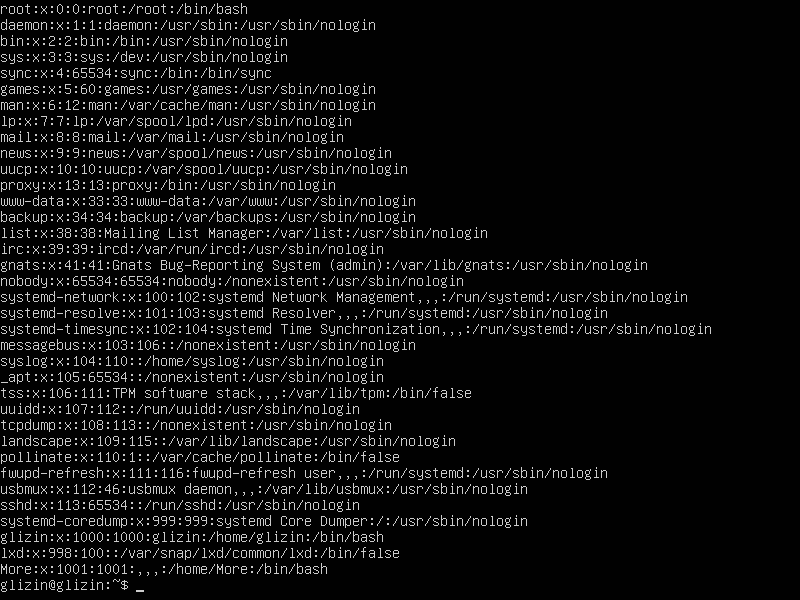 root:x:0:0:root:/root:/bin/bash
daemon:x:1:1:daemon:/usr/sbin:/usr/sbin/nologin
bin:x:2:2:bin:/bin:/usr/sbin/nologin
sys:x:3:3:sys:/dev:/usr/sbin/nologin
sync:x:4:65534:sync:/bin:/bin/sync
games:x:5:60:games:/usr/games:/usr/sbin/nologin
man:x:6:12:man:/var/cache/man:/usr/sbin/nologin
lp:x:7:7:lp:/var/spool/lpd:/usr/sbin/nologin
mail:x:8:8:mail:/var/mail:/usr/sbin/nologin
news:x:9:9:news:/var/spool/news:/usr/sbin/nologin
uucp:x:10:10:uucp:/var/spool/uucp:/usr/sbin/nologin
proxy:x:13:13:proxy:/bin:/usr/sbin/nologin
www-data:x:33:33:www-data:/var/www:/usr/sbin/nologin
backup:x:34:34:backup:/var/backups:/usr/sbin/nologin
list:x:38:38:Mailing List Manager:/var/list:/usr/sbin/nologin
irc:x:39:39:ircd:/var/run/ircd:/usr/sbin/nologin
gnats:x:41:41:Gnats Bug-Reporting System (admin):/var/lib/gnats:/usr/sbin/nologin
nobody:x:65534:65534:nobody:/nonexistent:/usr/sbin/nologin
systemd-network:x:100:102:systemd Network Management,,,:/run/systemd:/usr/sbin/nologin
systemd-resolve:x:101:103:systemd Resolver,,,:/run/systemd:/usr/sbin/nologin
systemd-timesync:x:102:104:systemd Time Synchronization,,,:/run/systemd:/usr/sbin/nologin
messagebus:x:103:106::/nonexistent:/usr/sbin/nologin
syslog:x:104:110::/home/syslog:/usr/sbin/nologin
_apt:x:105:65534::/nonexistent:/usr/sbin/nologin
tss:x:106:111:TPM software stack,,,:/var/lib/tpm:/bin/false
uuidd:x:107:112::/run/uuidd:/usr/sbin/nologin
tcpdump:x:108:113::/nonexistent:/usr/sbin/nologin
landscape:x:109:115::/var/lib/landscape:/usr/sbin/nologin
pollinate:x:110:1::/var/cache/pollinate:/bin/false
fwupd-refresh:x:111:116:fwupd-refresh user,,,:/run/systemd:/usr/sbin/nologin
usbmux:x:112:46:usbmux daemon,,,:/var/lib/usbmux:/usr/sbin/nologin
sshd:x:113:65534::/run/sshd:/usr/sbin/nologin
systemd-coredump:x:999:999:systemd Core Dumper:/:/usr/sbin/nologin
glizin:x:1000:1000:glizin:/home/glizin:/bin/bash
lxd:x:998:100::/var/snap/lxd/common/lxd:/bin/false
More:x:1001:1001:,,,:/home/More:/bin/bash
glizin@glizin:~$ _